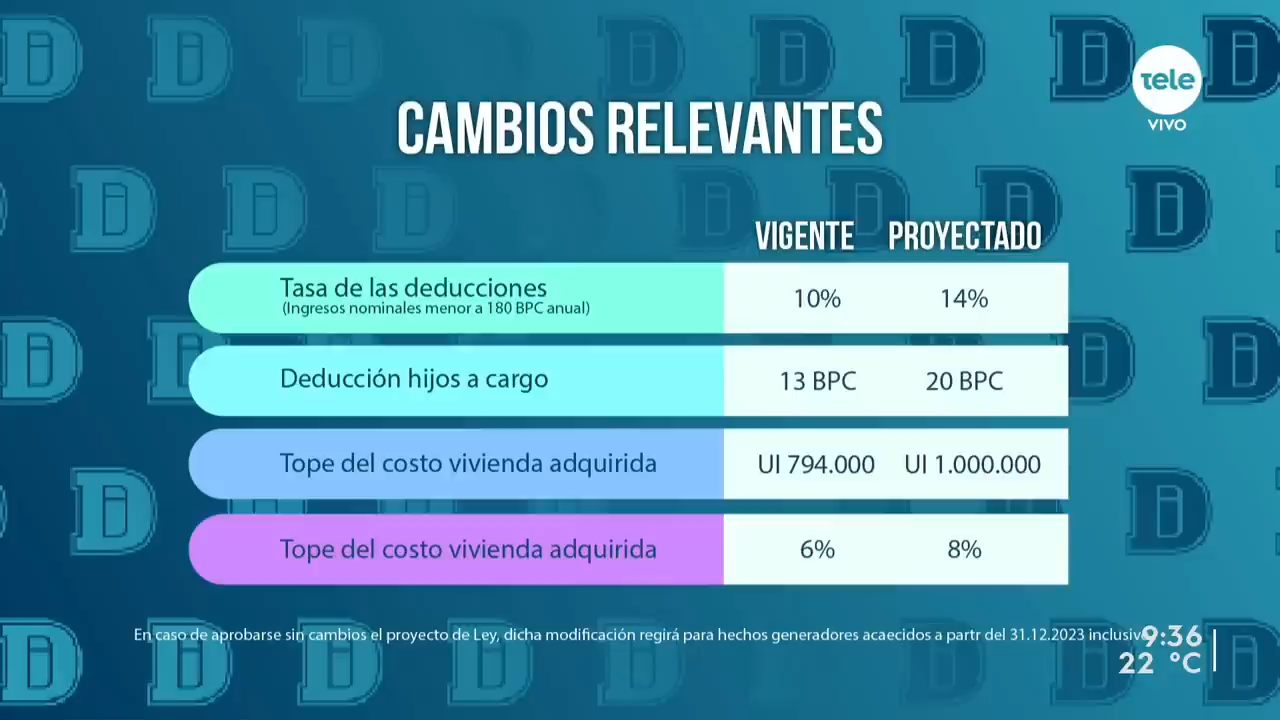 tele
VIVO
CAMBIOS RELEVANTES
VIGENTE PROYECTADO
Tasa de las deducciones
(Ingresos nominales menor a 180 BPC anual)
10% 14%
Deducción hijos a cargo 13 BPC 20 BPC
Tope del costo vivienda adquirida UI 794.000 UI 1.000.000
Tope del costo vivienda adquirida 6% 8%
En caso de aprobarse sin cambios el proyecto de Ley, dicha modificación regirá para hechos generadores acaecidos a partr del 31.12.2023 inclusiv
9:36
22 °C